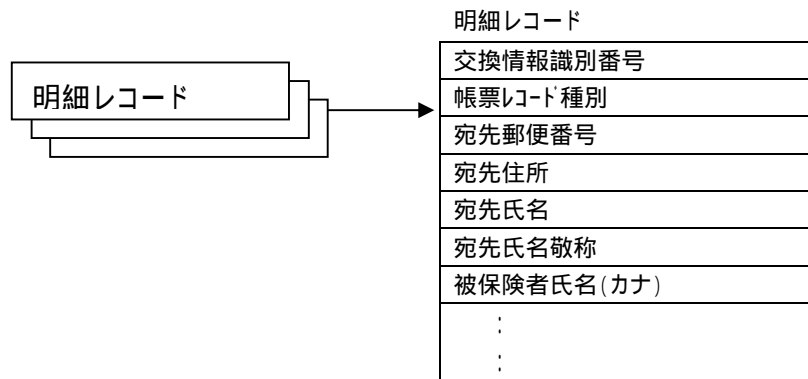 明細レコード
明細レコード
交換情報識別番号
帳票ﾚｺｰﾄﾞ種別
宛先郵便番号
宛先住所
宛先氏名
宛先氏名敬称
被保険者氏名(カナ)
:
: